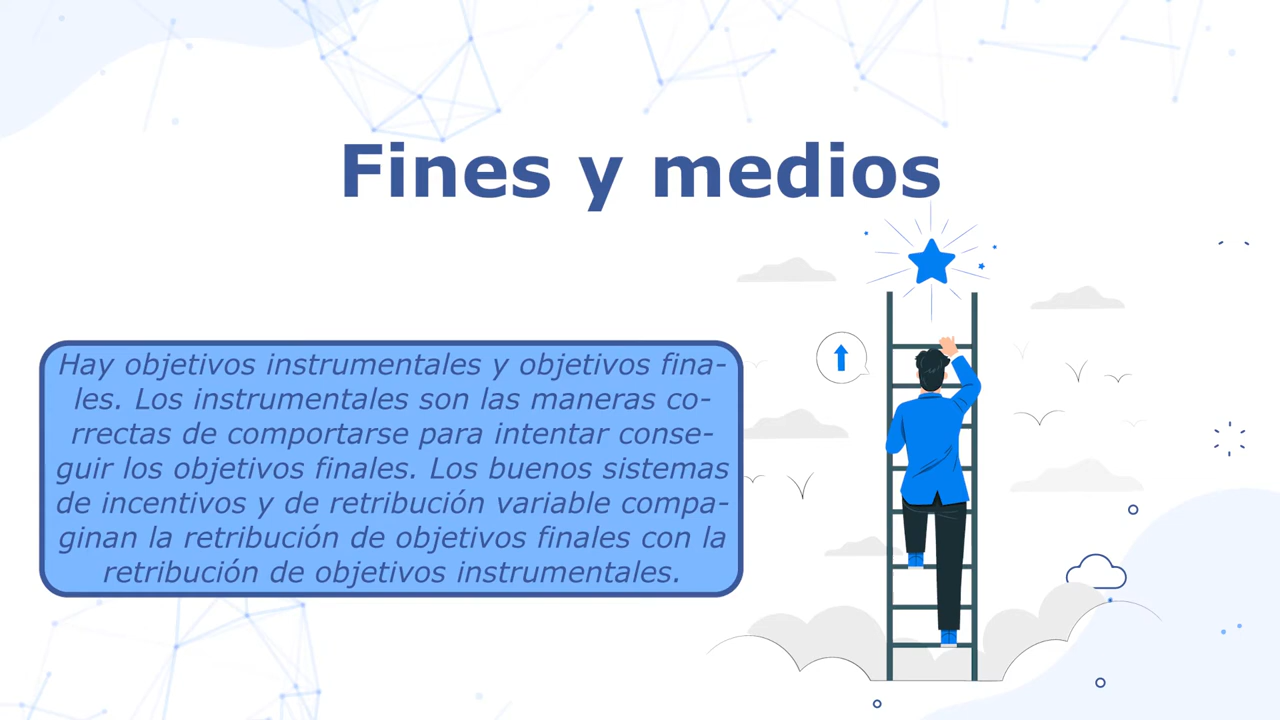 Fines y medios
Hay objetivos instrumentales y objetivos fina-
les. Los instrumentales son las maneras co-
rrectas de comportarse para intentar conse-
guir los objetivos finales. Los buenos sistemas
de incentivos y de retribución variable compa-
ginan la retribución de objetivos finales con la
retribución de objetivos instrumentales.